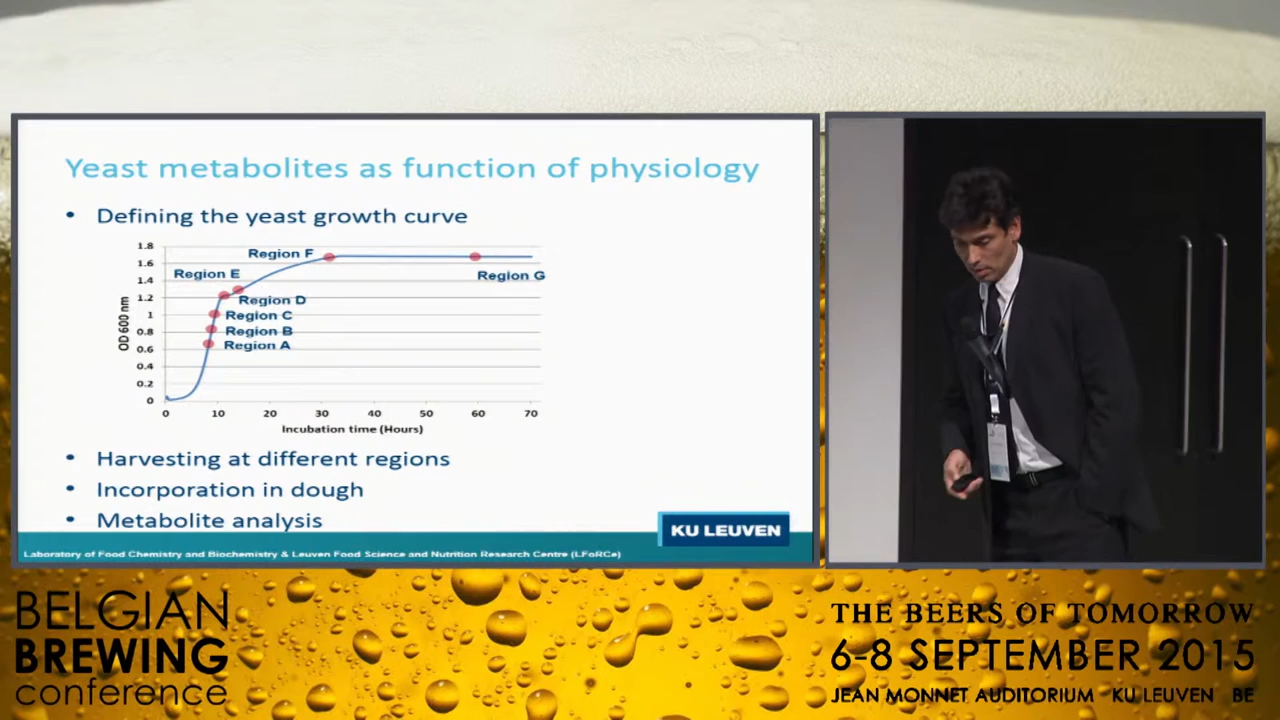 Yeast metabolites as function of physiology
• Defining the yeast growth curve
1.8
1.6
1.4
1.2
1
0.8
0.6
0.4
0.2
0
OD 600 nm
Region F
Region E
Region G
Region D
Region C
Region B
Region A
0 10 20 30 40 50 60 70
Incubation time (Hours)
• Harvesting at different regions
• Incorporation in dough
• Metabolite analysis
KU LEUVEN
Laboratory of Food Chemistry and Biochemistry & Leuven Food Science and Nutrition Research Centre (LFoRCe)
BELGIAN
BREWING
conference
THE BEERS OF TOMORROW
6-8 SEPTEMBER 2015
JEAN MONNET AUDITORIUM KU LEUVEN BE